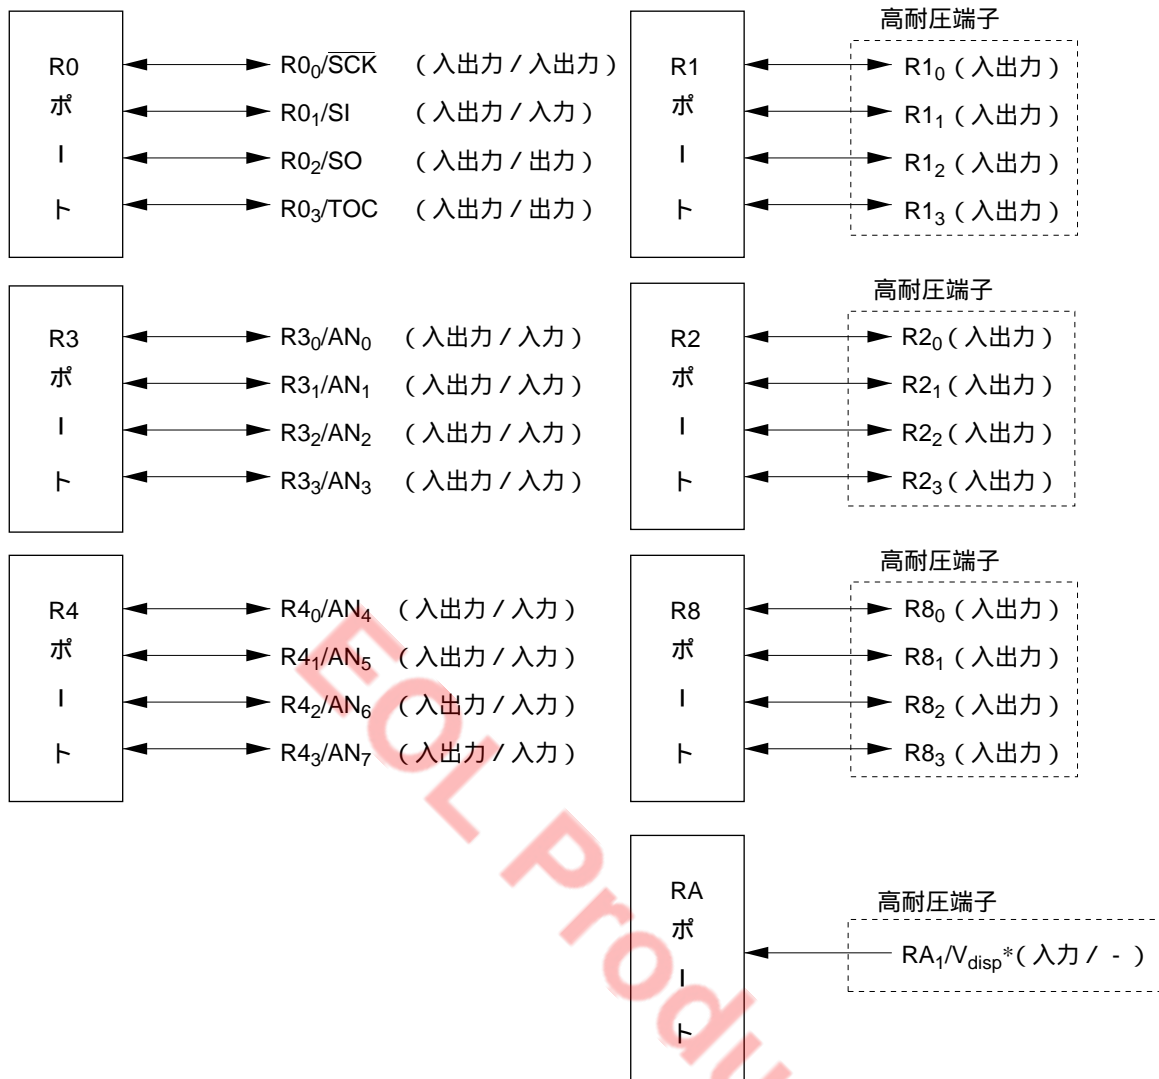 高耐圧端子
R0
ポート
R0₀/S̅C̅K̅ (入出力 / 入出力)
R0₁/SI (入出力 / 入力)
R0₂/SO (入出力 / 出力)
R0₃/TOC (入出力 / 出力)
R1
ポート
R1₀ (入出力)
R1₁ (入出力)
R1₂ (入出力)
R1₃ (入出力)
R3
ポート
R3₀/AN₀ (入出力 / 入力)
R3₁/AN₁ (入出力 / 入力)
R3₂/AN₂ (入出力 / 入力)
R3₃/AN₃ (入出力 / 入力)
高耐圧端子
R2
ポート
R2₀ (入出力)
R2₁ (入出力)
R2₂ (入出力)
R2₃ (入出力)
R4
ポート
R4₀/AN₄ (入出力 / 入力)
R4₁/AN₅ (入出力 / 入力)
R4₂/AN₆ (入出力 / 入力)
R4₃/AN₇ (入出力 / 入力)
高耐圧端子
R8
ポート
R8₀ (入出力)
R8₁ (入出力)
R8₂ (入出力)
R8₃ (入出力)
RA
ポート
高耐圧端子
RA₁/V_disp* (入力 / - )
EOL Produ